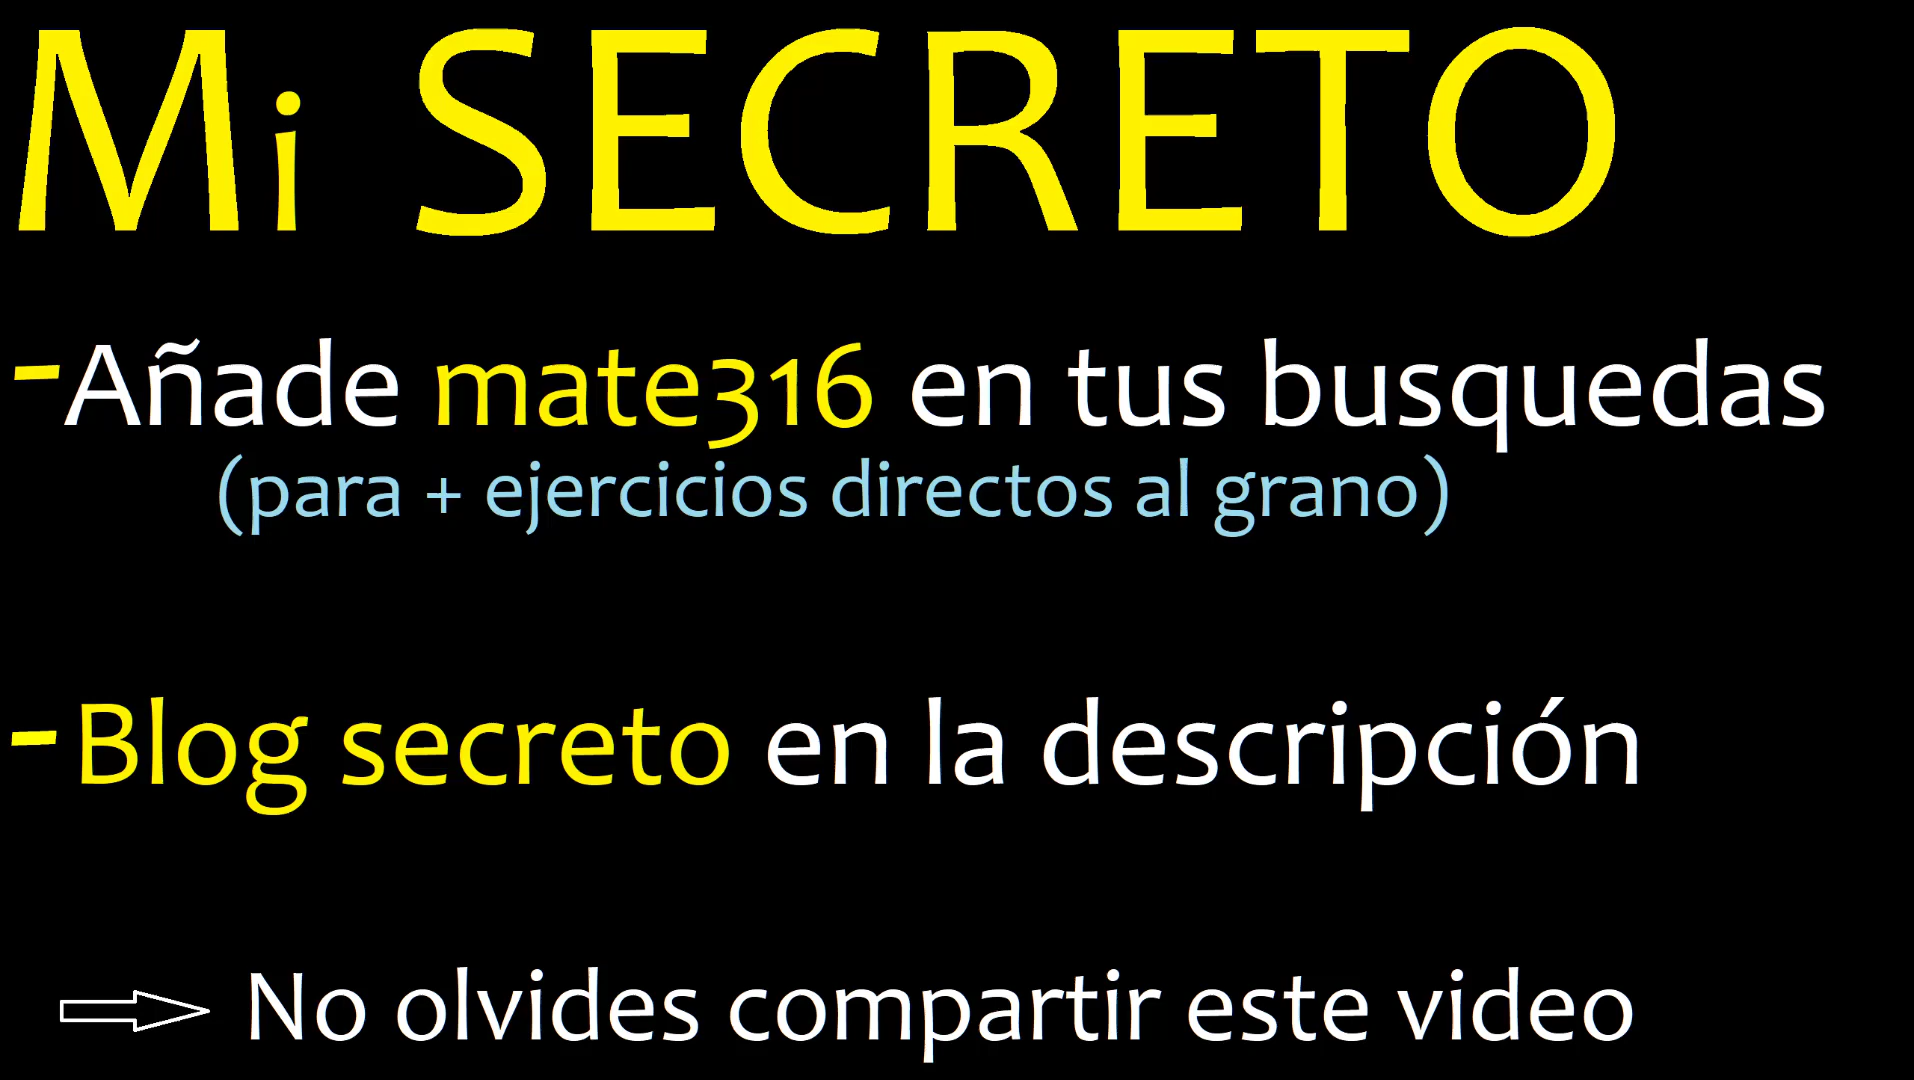 Mi SECRETO
-Añade mate316 en tus busquedas
(para + ejercicios directos al grano)
-Blog secreto en la descripción
No olvides compartir este video